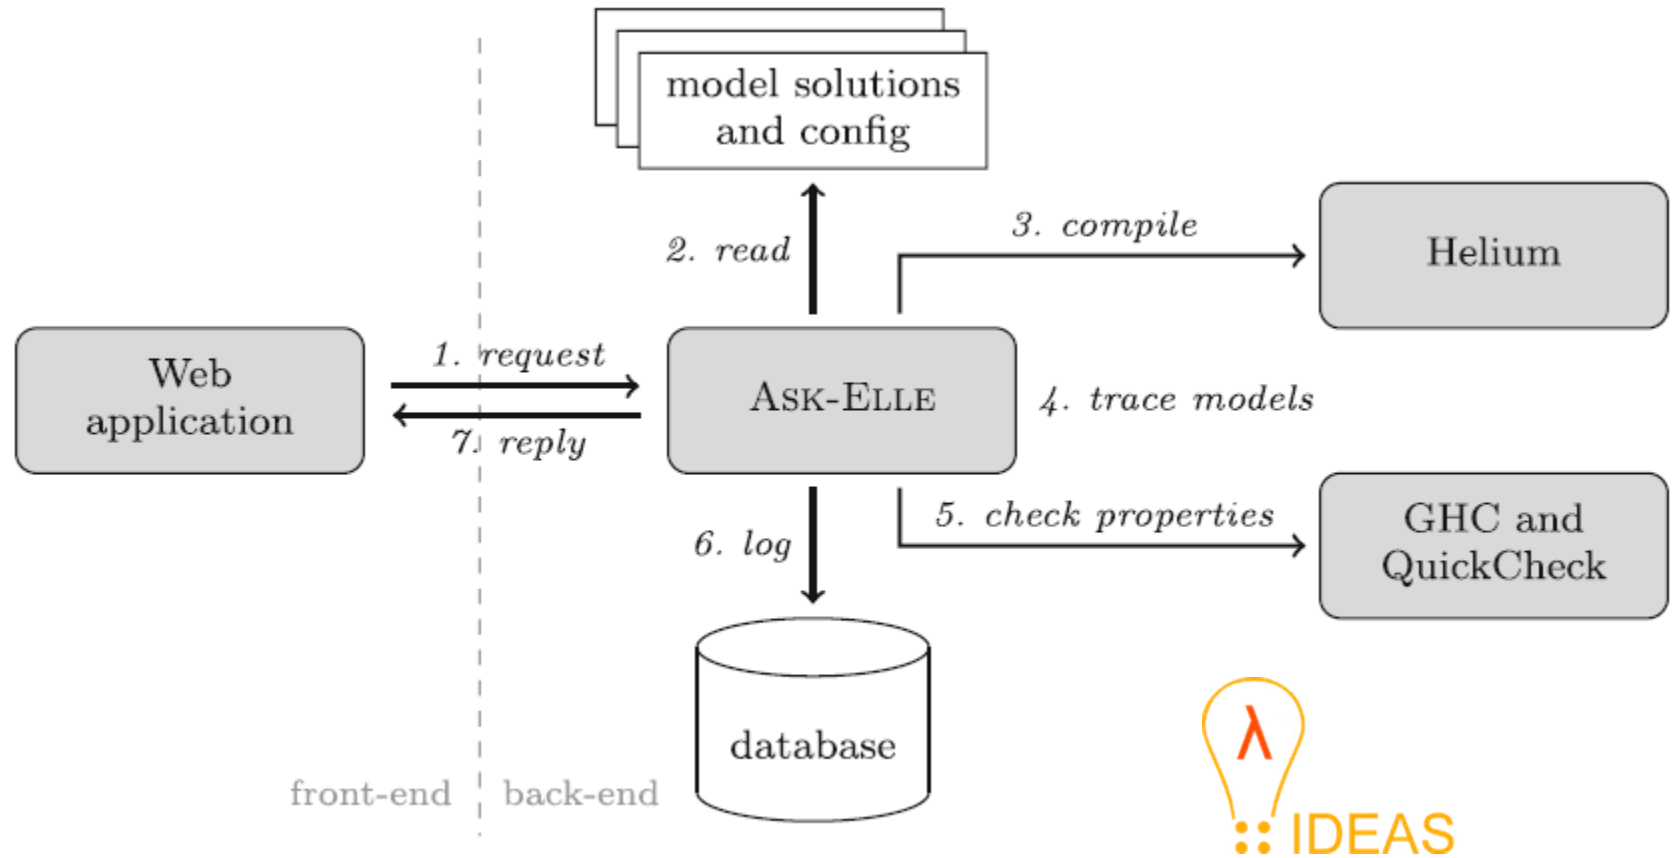 model solutions
and config
2. read
3. compile
Helium
Web
application
1. request
7. reply
ASK-ELLE
4. trace models
5. check properties
GHC and
QuickCheck
6. log
database
front-end
back-end
λ
IDEAS